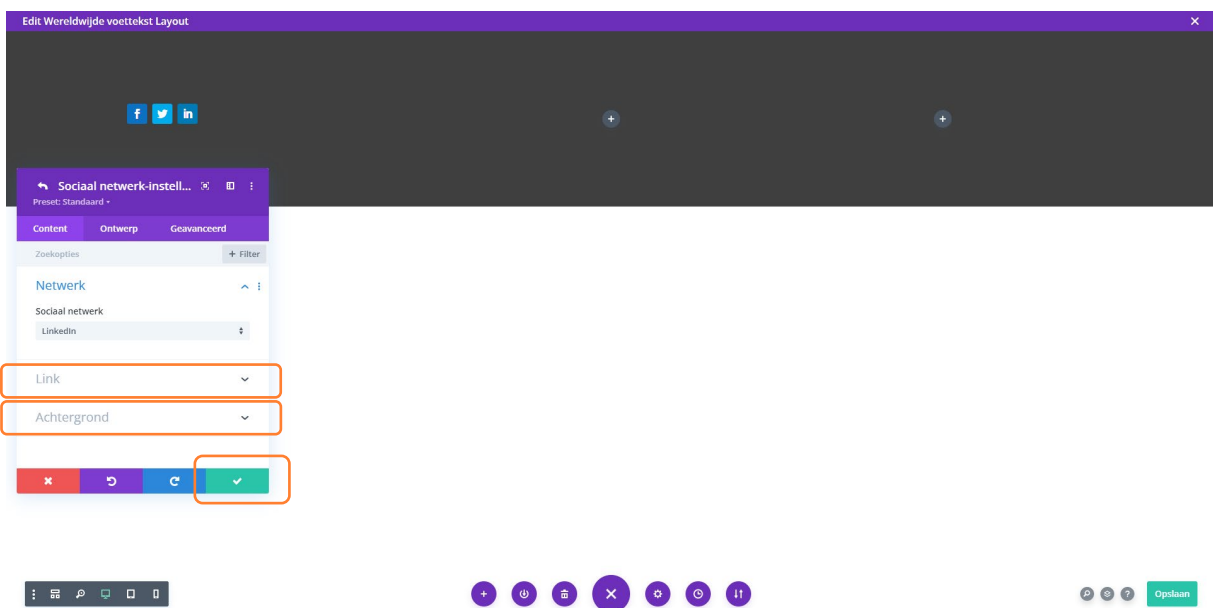 Edit Wereldwijde voettekst Layout
Sociaal netwerk-instell...
Preset: Standaard
Content Ontwerp Geavanceerd
Zoekopties + Filter
Netwerk
Sociaal netwerk
LinkedIn
Link
Achtergrond
Opslaan